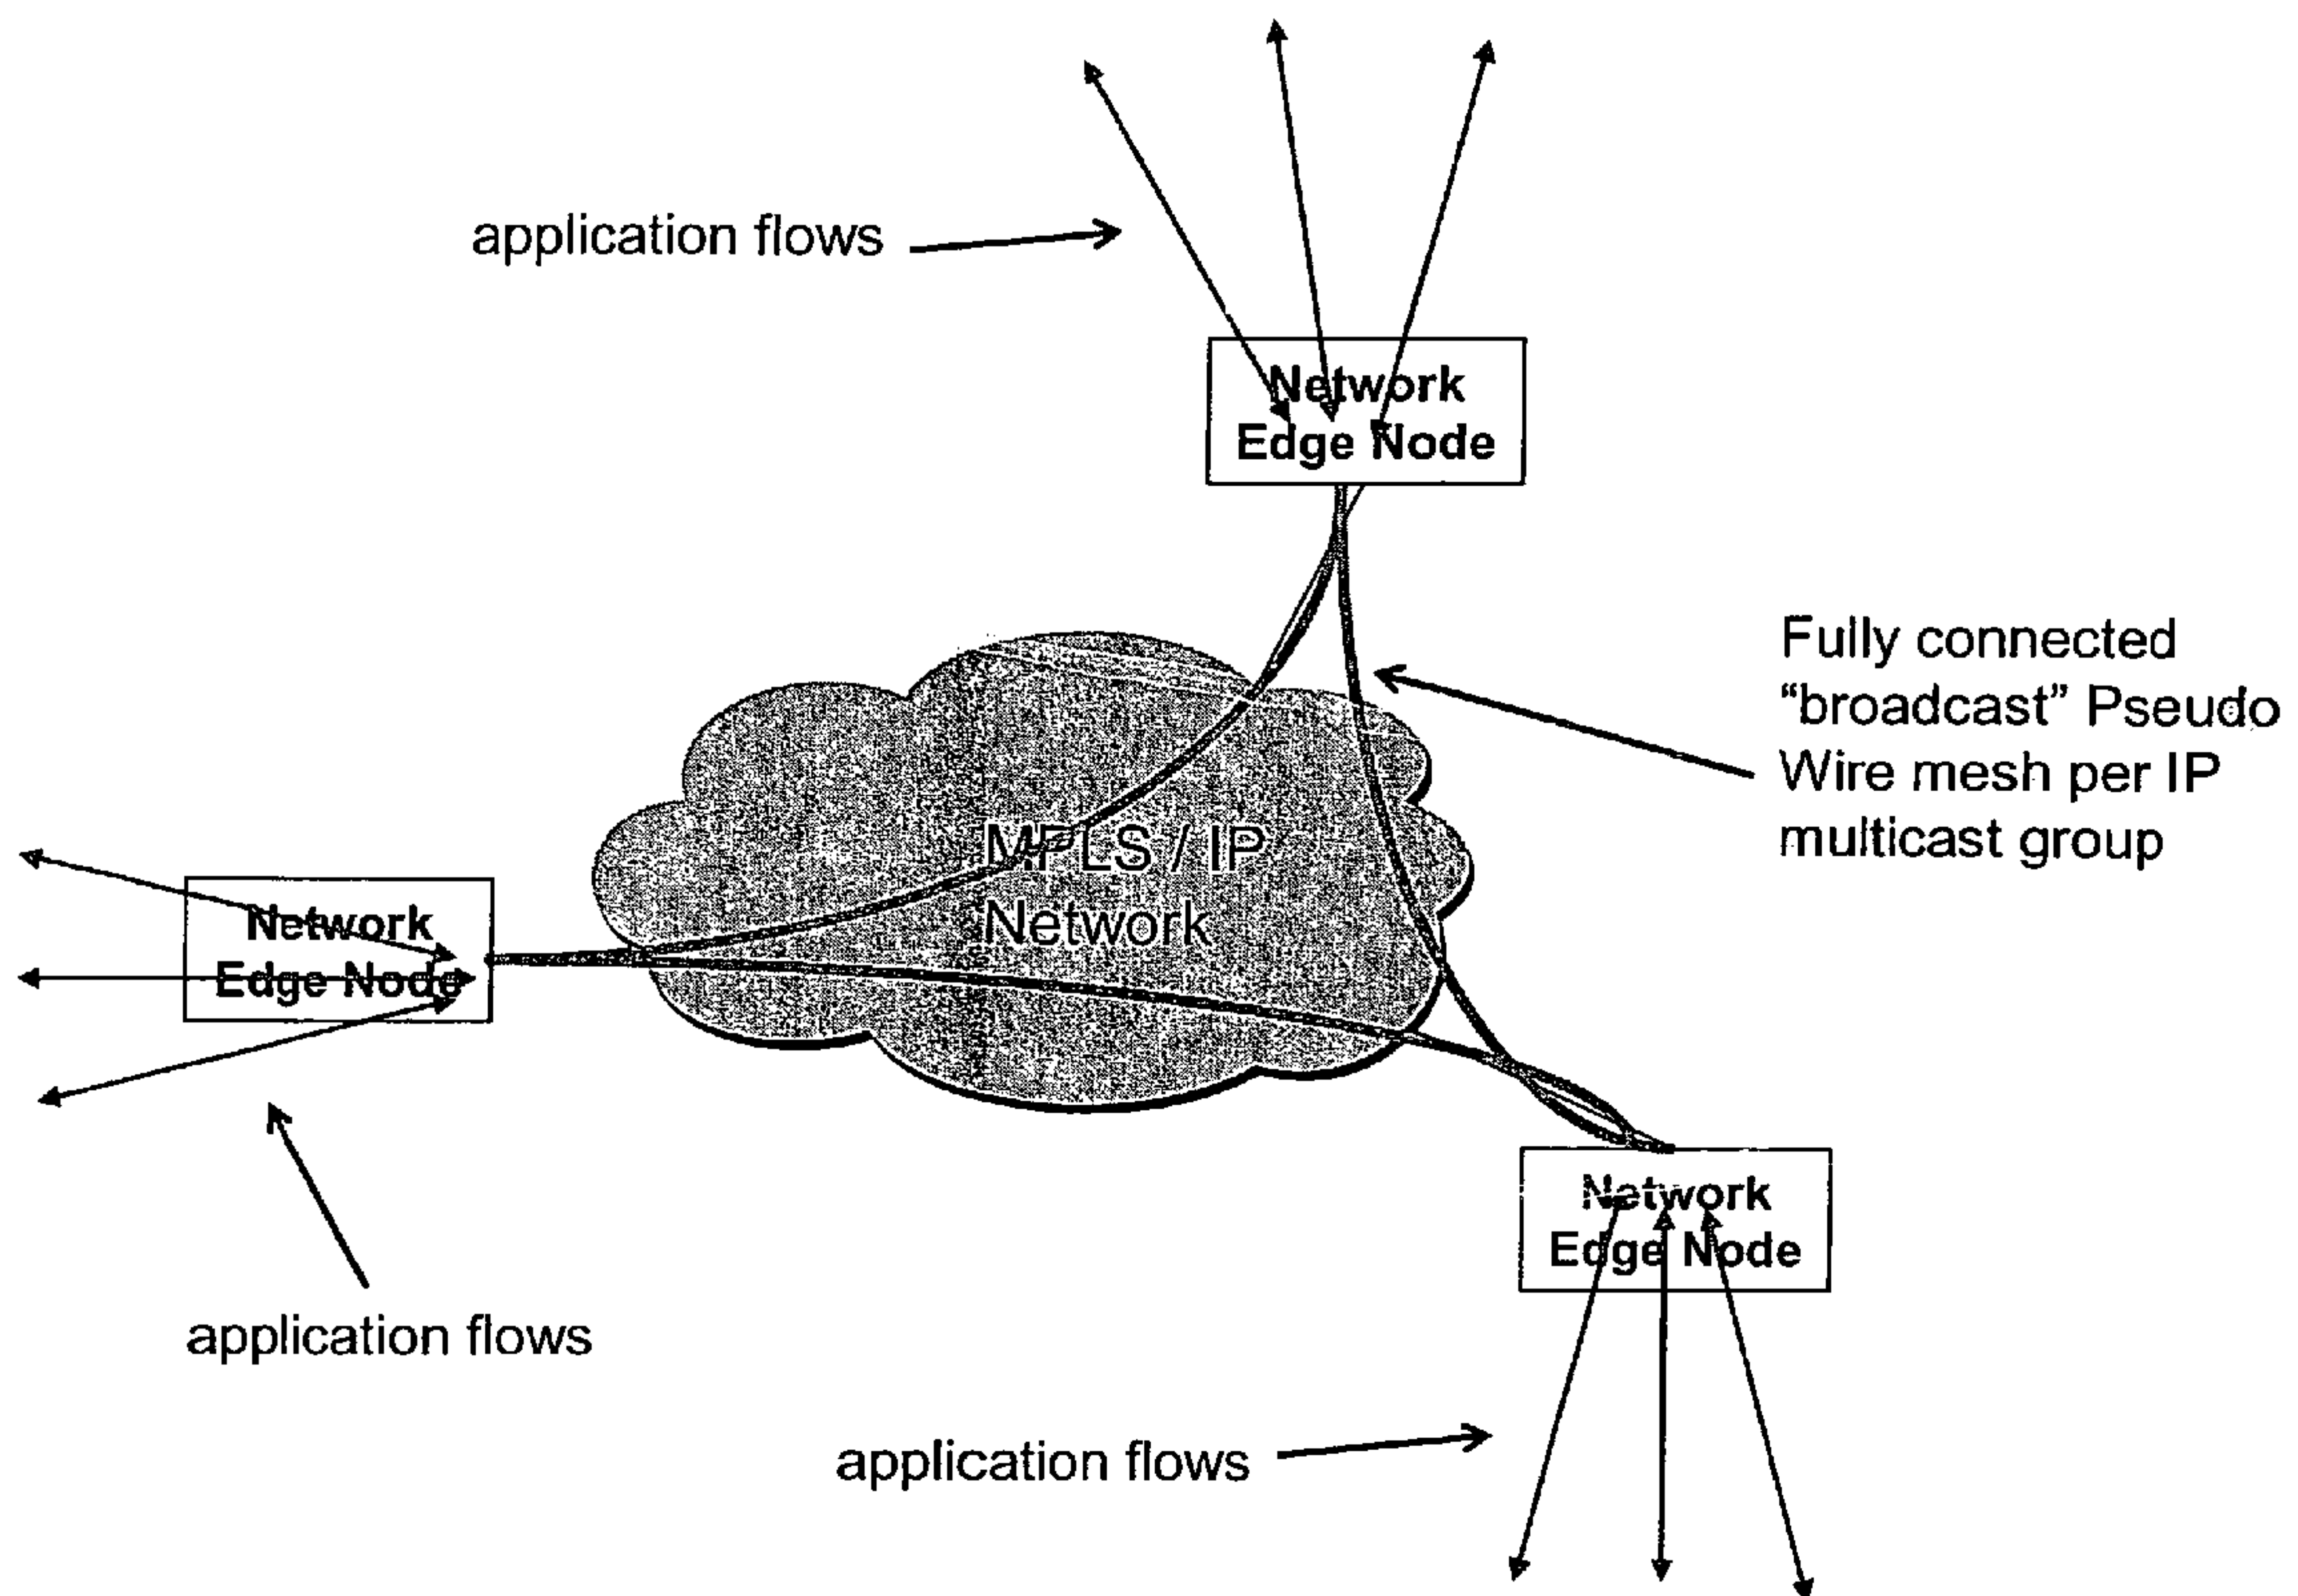 application flows
Network
Edge Node
Fully connected
“broadcast” Pseudo
Wire mesh per IP
multicast group
MPLS / IP
Network
Network
Edge Node
Network
Edge Node
application flows
application flows